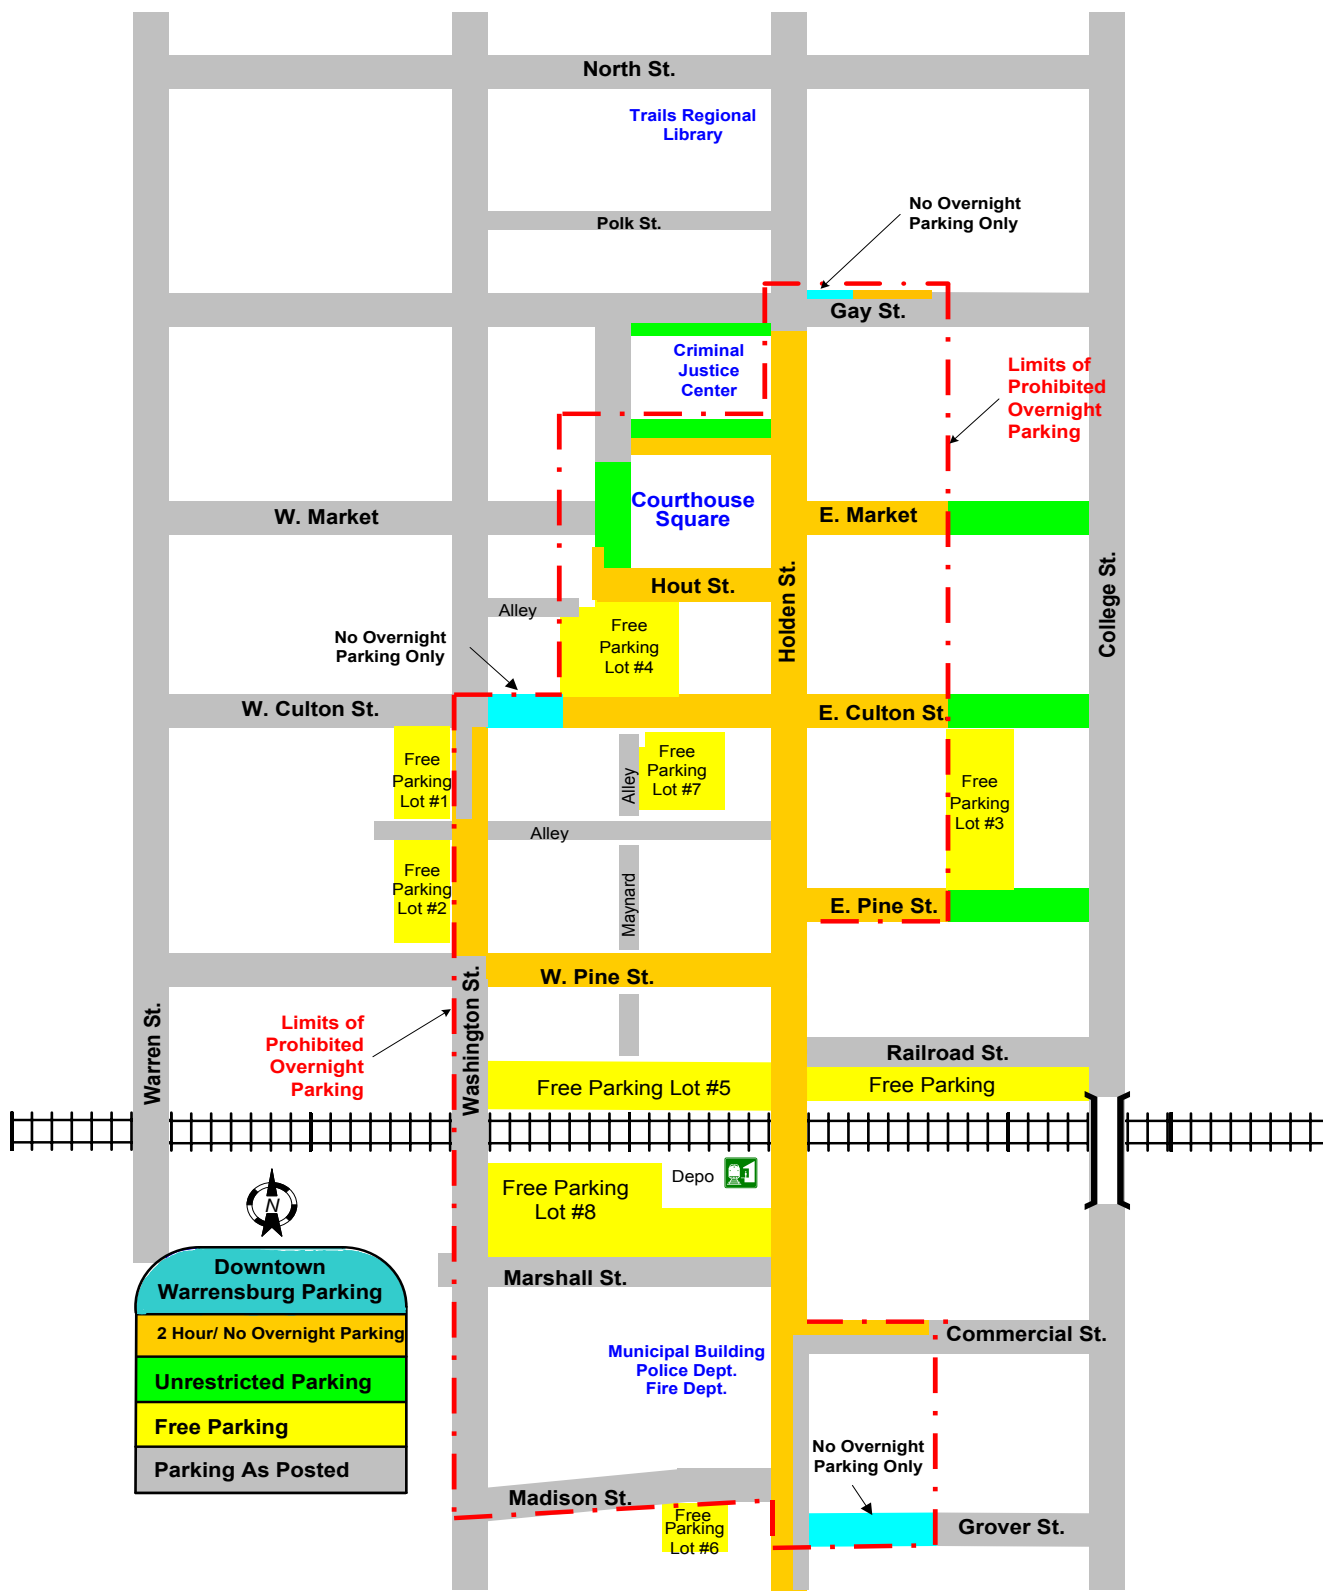 North St.
Trails Regional
Library
No Overnight
Parking Only
Polk St.
Gay St.
Criminal
Justice
Center
Limits of
Prohibited
Overnight
Parking
Courthouse
Square
W. Market
E. Market
Hout St.
Holden St.
College St.
Alley
Free
Parking
Lot #4
No Overnight
Parking Only
W. Culton St.
E. Culton St.
Free
Parking
Lot #1
Alley
Free
Parking
Lot #7
Free
Parking
Lot #3
Alley
Free
Parking
Lot #2
Maynard
E. Pine St.
W. Pine St.
Warren St.
Washington St.
Limits of
Prohibited
Overnight
Parking
Railroad St.
Free Parking Lot #5
Free Parking
Depo
Free Parking
Lot #8
N
Downtown
Warrensburg Parking
2 Hour/ No Overnight Parking
Unrestricted Parking
Free Parking
Parking As Posted
Marshall St.
Commercial St.
Municipal Building
Police Dept.
Fire Dept.
No Overnight
Parking Only
Madison St.
Free
Parking
Lot #6
Grover St.